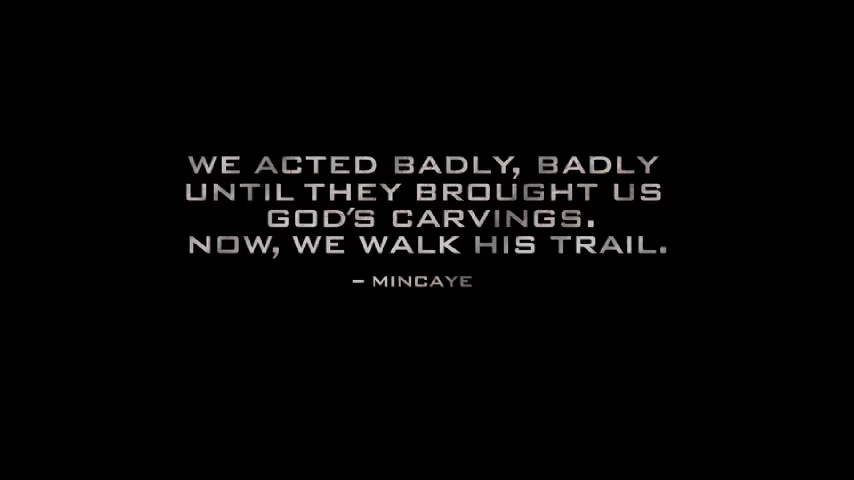 WE ACTED BADLY, BADLY
UNTIL THEY BROUGHT US
GOD'S CARVINGS.
NOW, WE WALK HIS TRAIL.
– MINCAYE